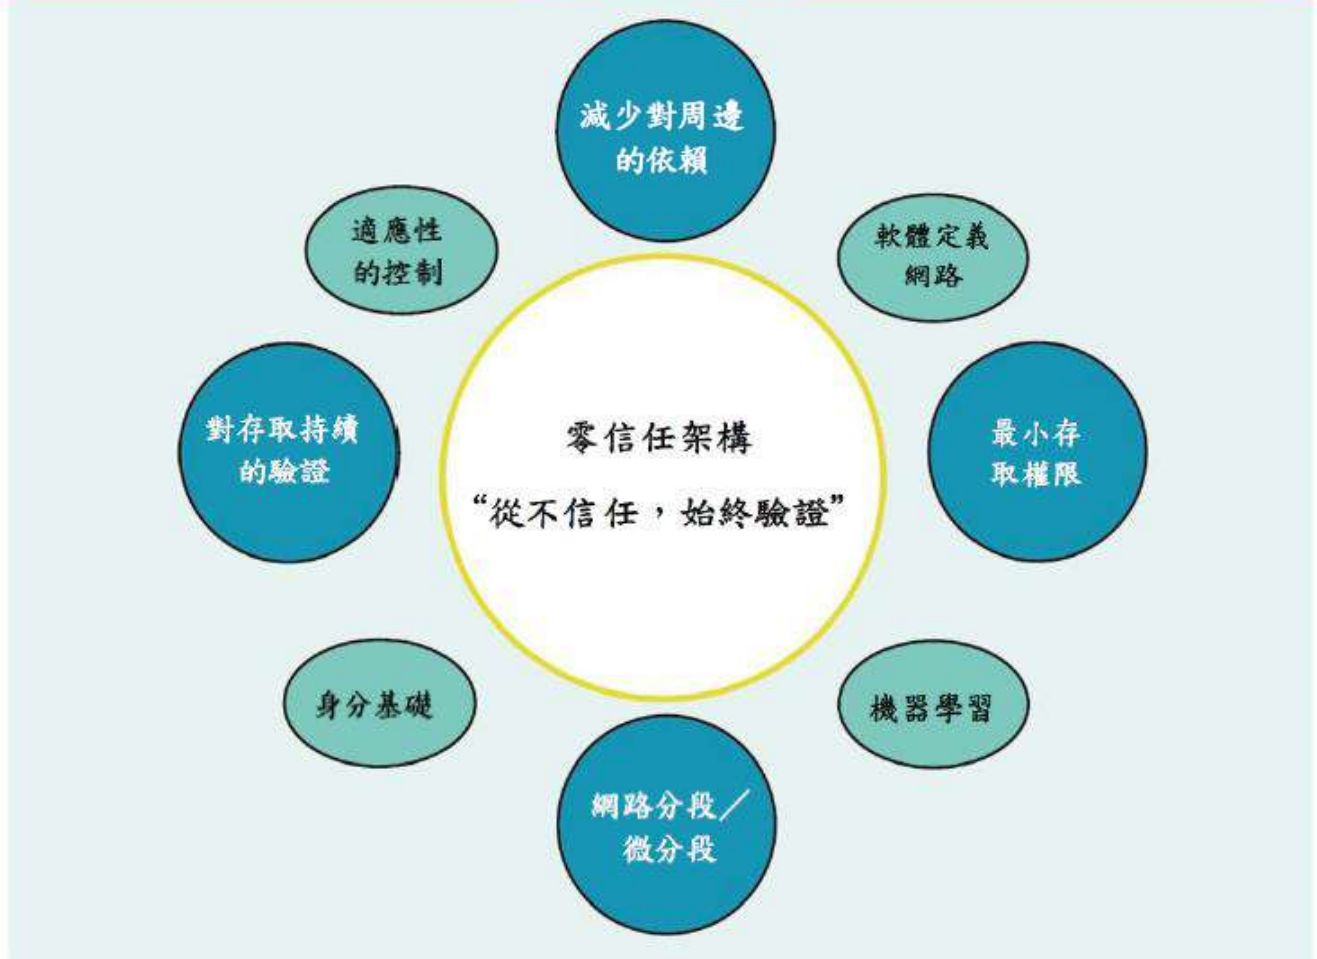 減少對周邊
的依賴
適應性
的控制
軟體定義
網路
對存取持續
的驗證
零信任架構
“從不信任，始終驗證”
最小存
取權限
身分基礎
機器學習
網路分段／
微分段